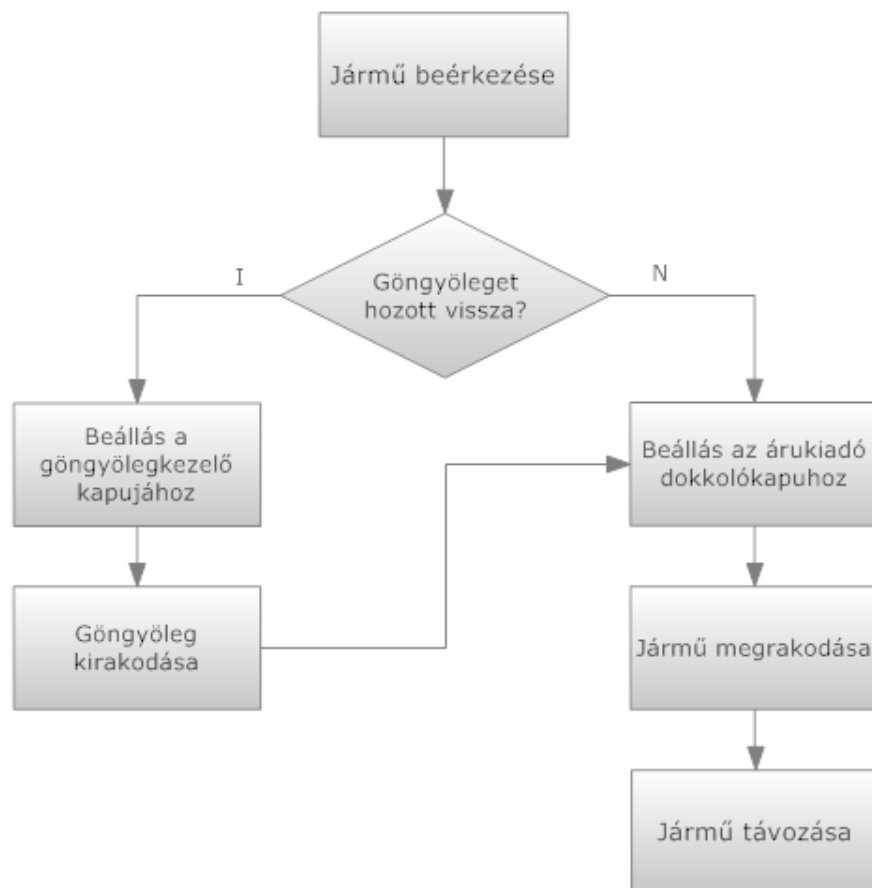 Jármű beérkezése
Göngyöleget
hozott vissza?
I
N
Beállás a
göngyölegkezelő
kapujához
Beállás az árukiadó
dokkolókapuhoz
Göngyöleg
kirakodása
Jármű megrakodása
Jármű távozása